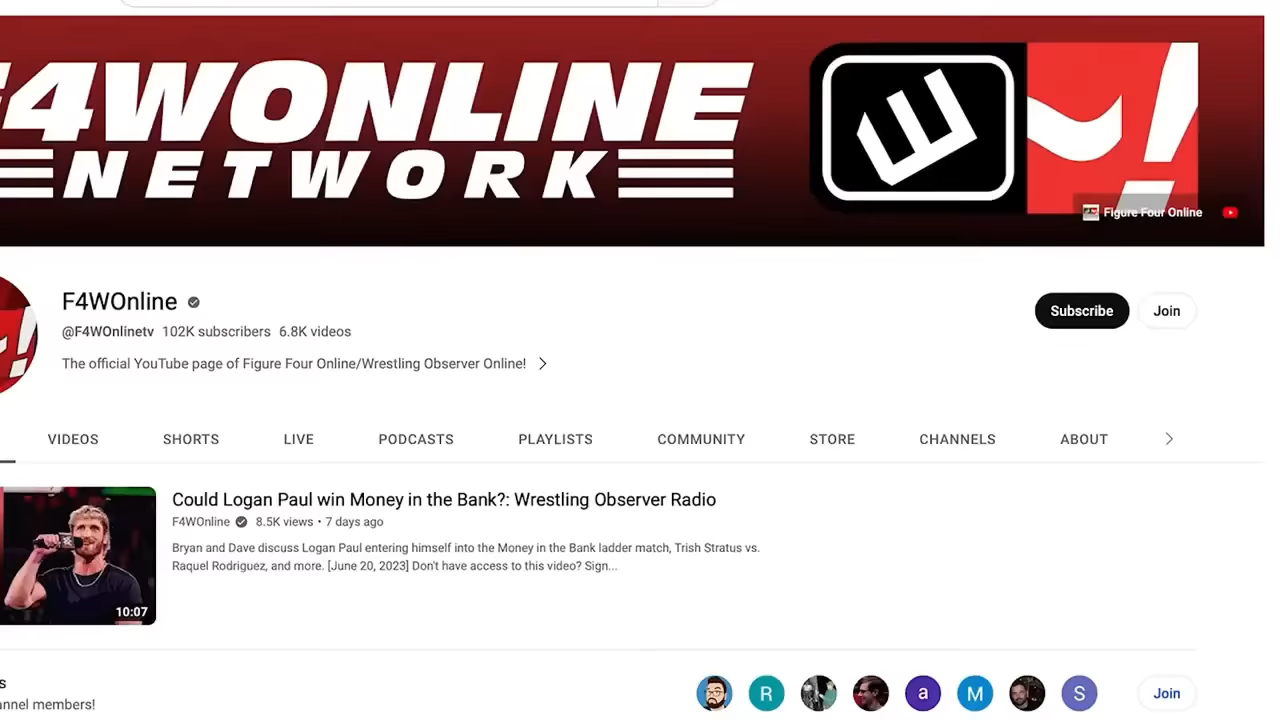 F4WONLINE
NETWORK
Figure Four Online
F4WOnline
@F4WOnlinetv 102K subscribers 6.8K videos
The official YouTube page of Figure Four Online/Wrestling Observer Online!
Subscribe
Join
VIDEOS SHORTS LIVE PODCASTS PLAYLISTS COMMUNITY STORE CHANNELS ABOUT
Could Logan Paul win Money in the Bank?: Wrestling Observer Radio
F4WOnline 8.5K views • 7 days ago
Bryan and Dave discuss Logan Paul entering himself into the Money in the Bank ladder match, Trish Stratus vs.
Raquel Rodriguez, and more. [June 20, 2023] Don't have access to this video? Sign...
10:07
R a M S
Join
members!